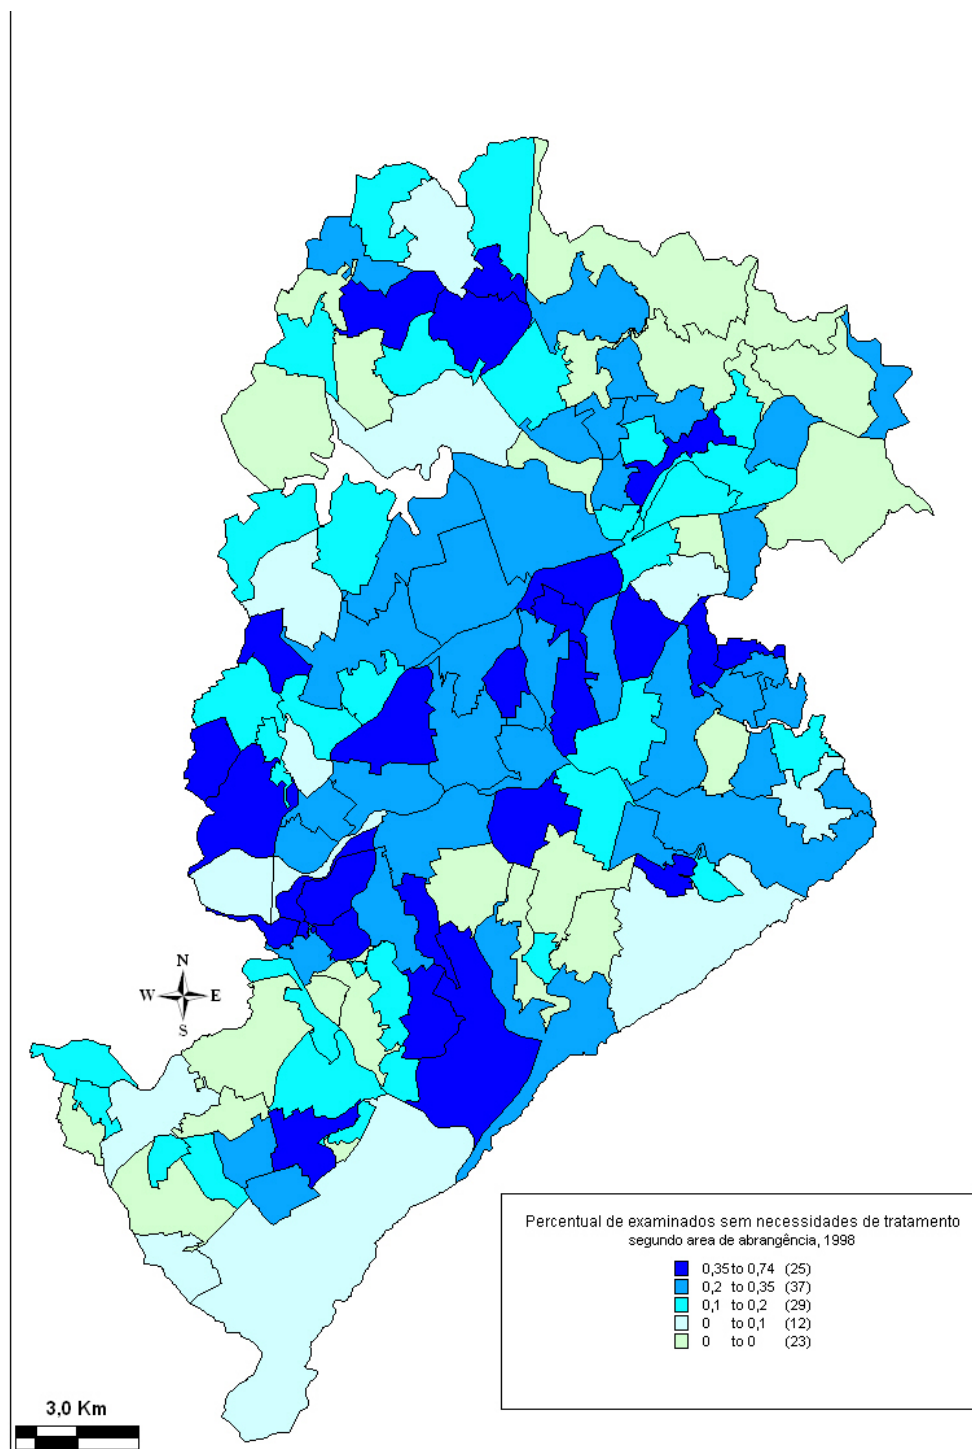 N
W E
S
Percentual de examinados sem necessidades de tratamento
segundo area de abrangência, 1998
0,35 to 0,74 (25)
0,2 to 0,35 (37)
0,1 to 0,2 (29)
0 to 0,1 (12)
0 to 0 (23)
3,0 Km